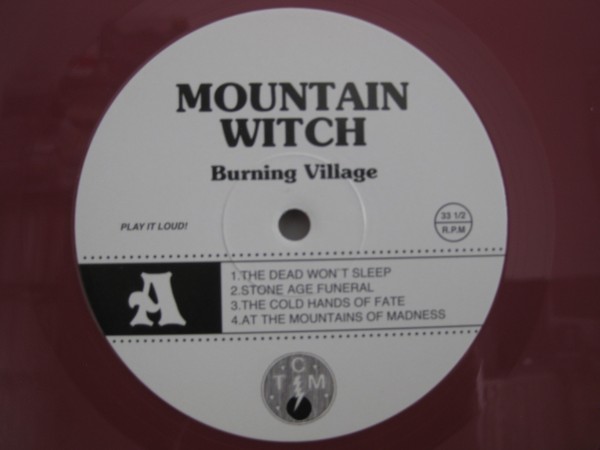 MOUNTAIN
WITCH
Burning Village
PLAY IT LOUD!
33 1/2
R.P.M
A
1.THE DEAD WON´T SLEEP
2.STONE AGE FUNERAL
3.THE COLD HANDS OF FATE
4.AT THE MOUNTAINS OF MADNESS
C
T M